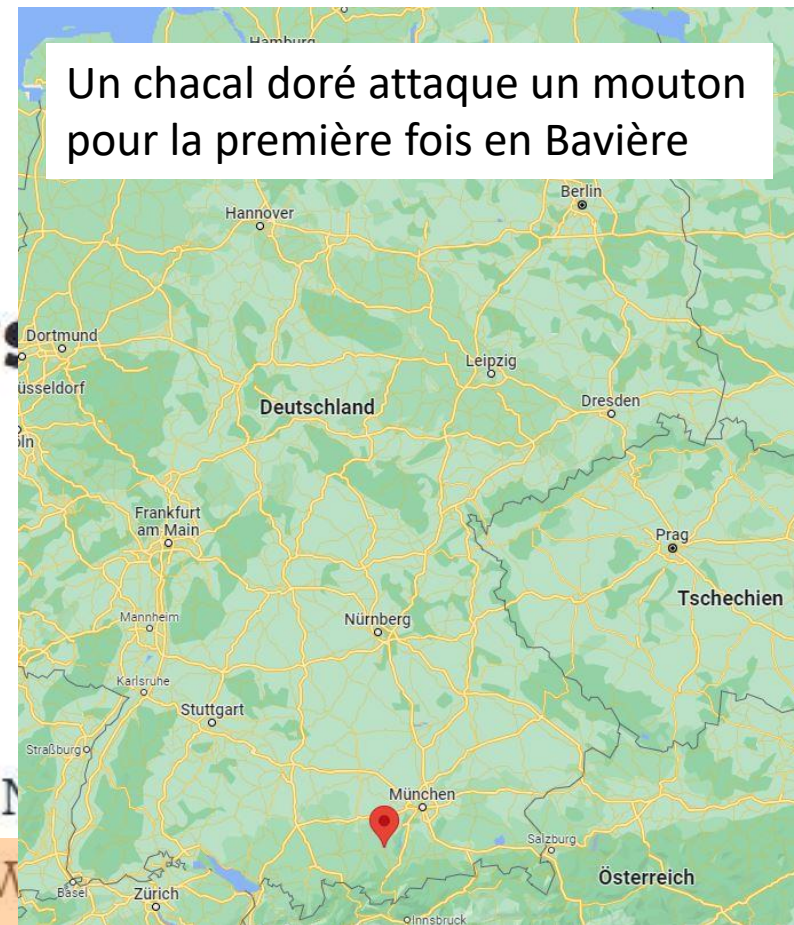 Hamburg
Un chacal doré attaque un mouton
pour la première fois en Bavière
Berlin
Hannover
Dortmund
Leipzig
üsseldorf
Deutschland
Dresden
öln
Frankfurt
am Main
Prag
Tschechien
Mannheim
Nürnberg
Karlsruhe
Stuttgart
Straßburg
München
Salzburg
Österreich
Basel
Zürich
Innsbruck